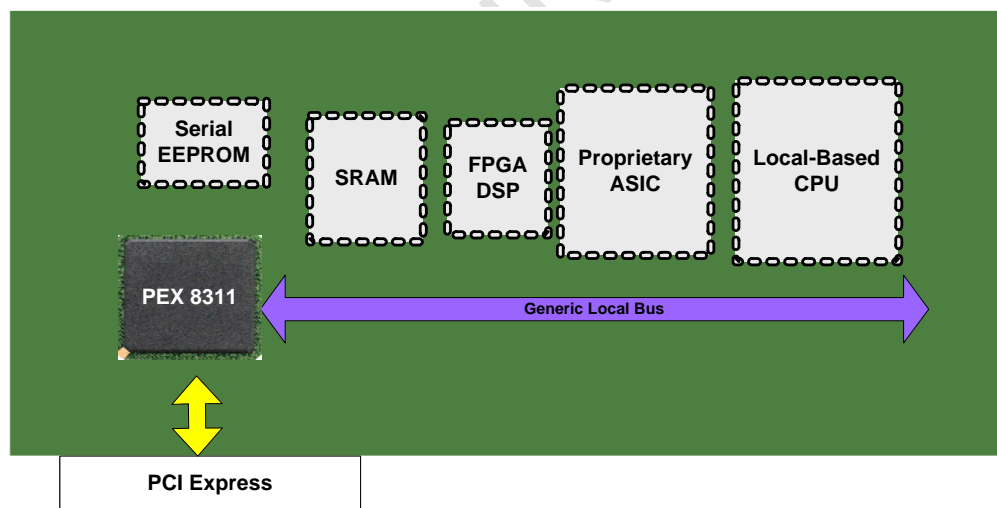 Serial
EEPROM
SRAM
FPGA
DSP
Proprietary
ASIC
Local-Based
CPU
PEX 8311
Generic Local Bus
PCI Express